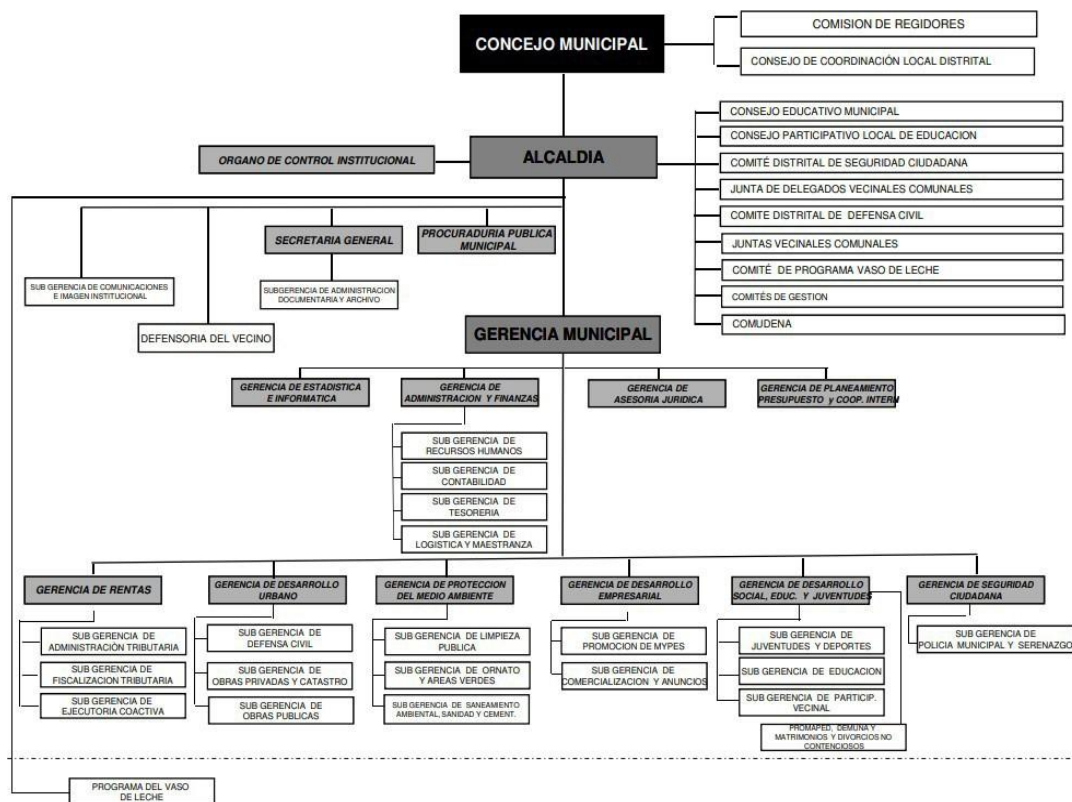 CONCEJO MUNICIPAL
COMISION DE REGIDORES
CONSEJO DE COORDINACIÓN LOCAL DISTRITAL
ALCALDIA
ORGANO DE CONTROL INSTITUCIONAL
CONSEJO EDUCATIVO MUNICIPAL
CONSEJO PARTICIPATIVO LOCAL DE EDUCACION
COMITÉ DISTRITAL DE SEGURIDAD CIUDADANA
JUNTA DE DELEGADOS VECINALES COMUNALES
COMITE DISTRITAL DE DEFENSA CIVIL
JUNTAS VECINALES COMUNALES
COMITÉ DE PROGRAMA VASO DE LECHE
COMITÉS DE GESTION
COMUDENA
SECRETARIA GENERAL
PROCURADURIA PUBLICA
MUNICIPAL
SUB GERENCIA DE COMUNICACIONES
E IMAGEN INSTITUCIONAL
SUBGERENCIA DE ADMINISTRACION
DOCUMENTARIA Y ARCHIVO
DEFENSORIA DEL VECINO
GERENCIA MUNICIPAL
GERENCIA DE ESTADISTICA
E INFORMATICA
GERENCIA DE
ADMINISTRACION Y FINANZAS
GERENCIA DE
ASESORIA JURIDICA
GERENCIA DE PLANEAMIENTO
PRESUPUESTO y COOP. INTERN
SUB GERENCIA DE
RECURSOS HUMANOS
SUB GERENCIA DE
CONTABILIDAD
SUB GERENCIA DE
TESORERIA
SUB GERENCIA DE
LOGISTICA Y MAESTRANZA
GERENCIA DE RENTAS
GERENCIA DE DESARROLLO
URBANO
GERENCIA DE PROTECCION
DEL MEDIO AMBIENTE
GERENCIA DE DESARROLLO
EMPRESARIAL
GERENCIA DE DESARROLLO
SOCIAL, EDUC. Y JUVENTUDES
GERENCIA DE SEGURIDAD
CIUDADANA
SUB GERENCIA DE
ADMINISTRACIÓN TRIBUTARIA
SUB GERENCIA DE
FISCALIZACION TRIBUTARIA
SUB GERENCIA DE
EJECUTORIA COACTIVA
SUB GERENCIA DE
DEFENSA CIVIL
SUB GERENCIA DE
OBRAS PRIVADAS Y CATASTRO
SUB GERENCIA DE
OBRAS PUBLICAS
SUB GERENCIA DE LIMPIEZA
PUBLICA
SUB GERENCIA DE ORNATO
Y AREAS VERDES
SUB GERENCIA DE SANEAMIENTO
AMBIENTAL, SANIDAD Y CEMENT.
SUB GERENCIA DE
PROMOCION DE MYPES
SUB GERENCIA DE
COMERCIALIZACION Y ANUNCIOS
SUB GERENCIA DE
JUVENTUDES Y DEPORTES
SUB GERENCIA DE EDUCACION
SUB GERENCIA DE PARTICIP.
VECINAL
PROMAPED, DEMUNA Y
MATRIMONIOS Y DIVORCIOS NO
CONTENCIOSOS
SUB GERENCIA DE
POLICIA MUNICIPAL Y SERENAZGO
PROGRAMA DEL VASO
DE LECHE